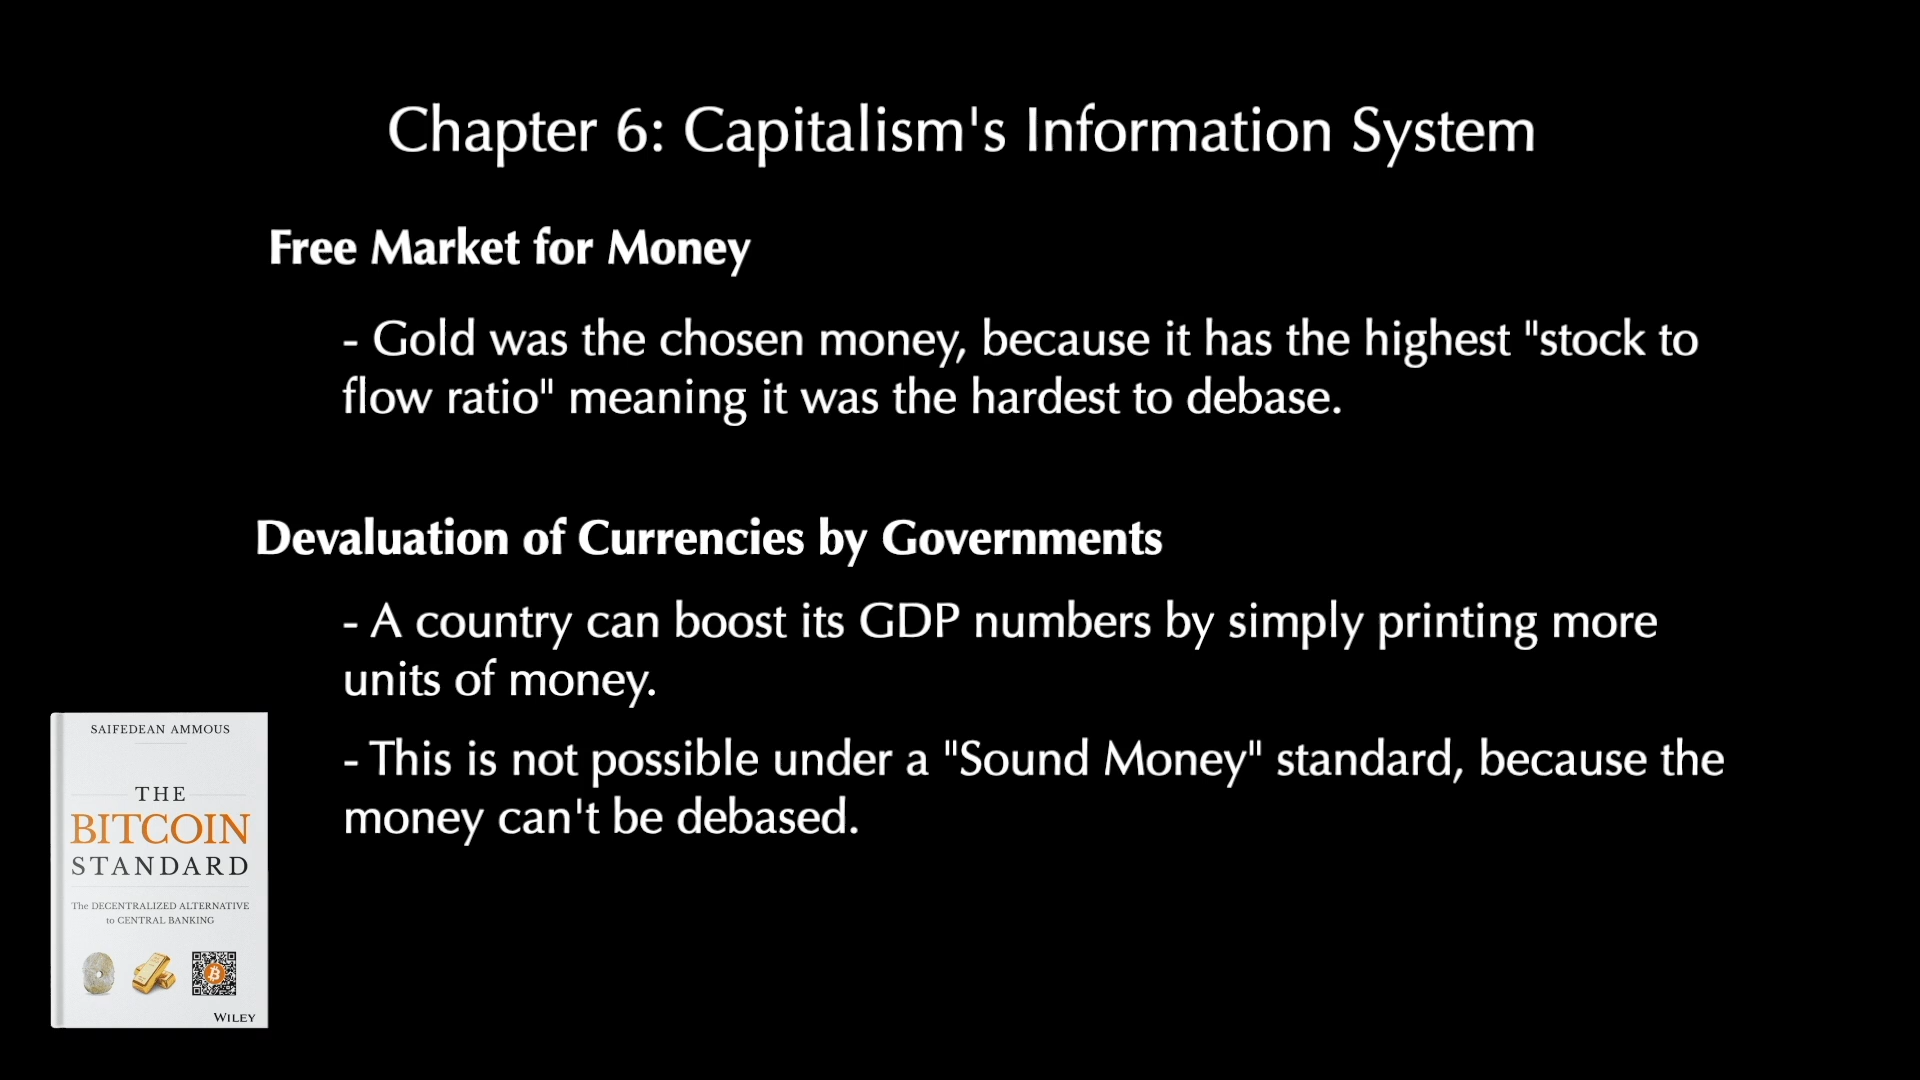 Chapter 6: Capitalism's Information System
Free Market for Money
- Gold was the chosen money, because it has the highest "stock to
flow ratio" meaning it was the hardest to debase.
Devaluation of Currencies by Governments
- A country can boost its GDP numbers by simply printing more
units of money.
- This is not possible under a "Sound Money" standard, because the
money can't be debased.
SAIFEDEAN AMMOUS
THE
BITCOIN
STANDARD
The DECENTRALIZED ALTERNATIVE
to CENTRAL BANKING
WILEY